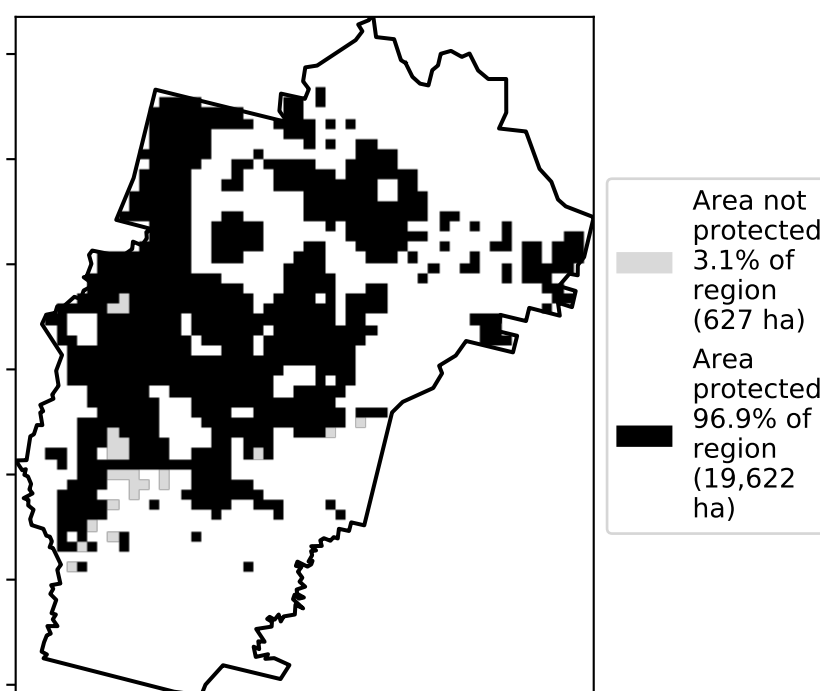 Area not
protected
3.1% of
region
(627 ha)
Area
protected
96.9% of
region
(19,622
ha)